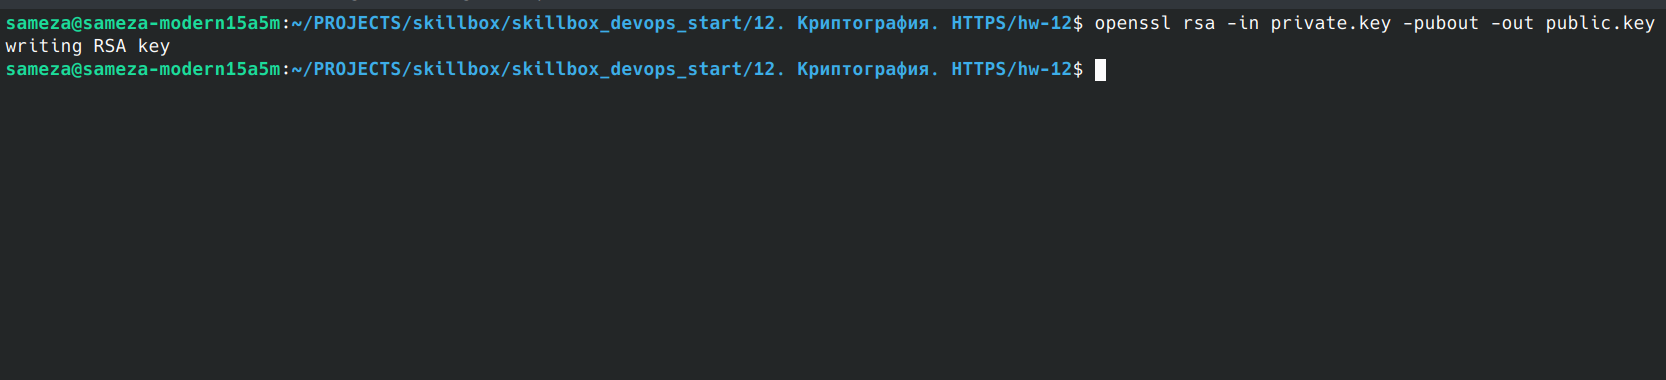 sameza@sameza-modern15a5m:~/PROJECTS/skillbox/skillbox_devops_start/12. Криптография. HTTPS/hw-12$ openssl rsa -in private.key -pubout -out public.key
writing RSA key
sameza@sameza-modern15a5m:~/PROJECTS/skillbox/skillbox_devops_start/12. Криптография. HTTPS/hw-12$